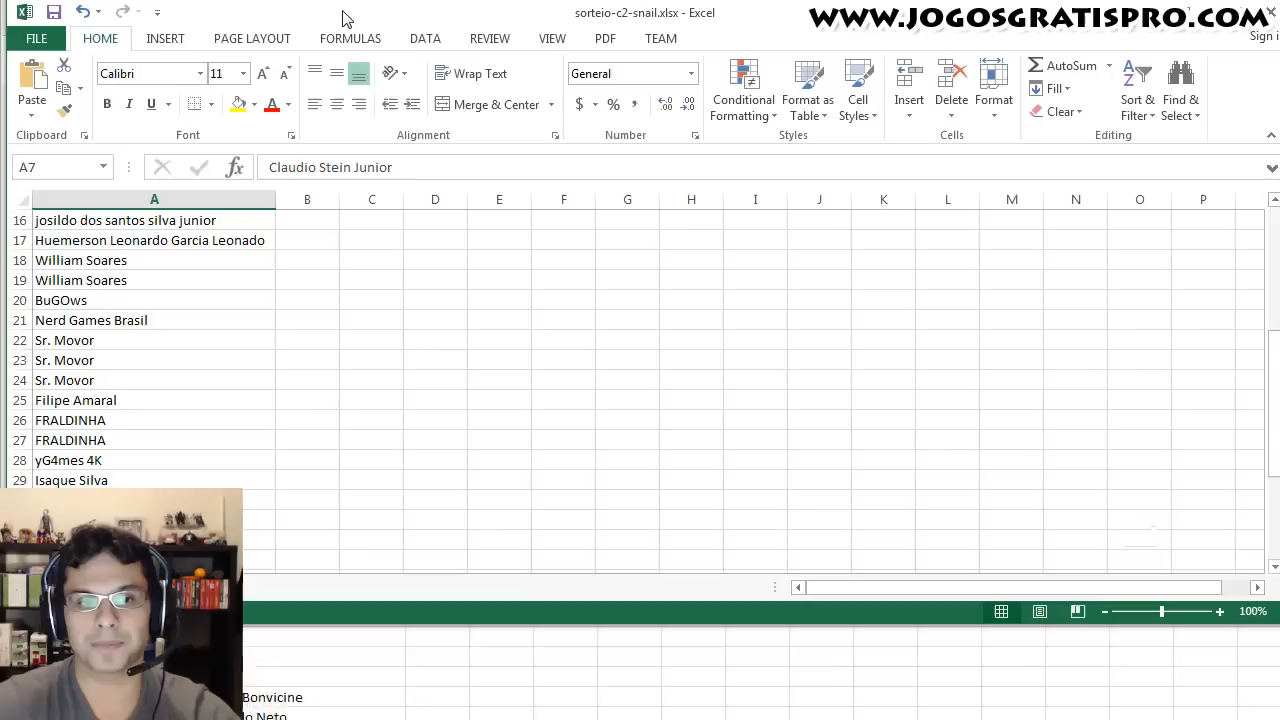 sorteio-c2-snail.xlsx - Excel
www.JOGOSGRATISPRO.COM
FILE HOME INSERT PAGE LAYOUT FORMULAS DATA REVIEW VIEW PDF TEAM
Sign i
Paste
Calibri 11
B I U
Wrap Text
Merge & Center
General
$ % ,
Conditional Formatting
Format as Table
Cell Styles
Insert
Delete
Format
AutoSum
Fill
Clear
Sort & Filter
Find & Select
Clipboard Font Alignment Number Styles Cells Editing
A7 fx Claudio Stein Junior
A B C D E F G H I J K L M N O P
16 josildo dos santos silva junior
17 Huemerson Leonardo Garcia Leonado
18 William Soares
19 William Soares
20 BuGOws
21 Nerd Games Brasil
22 Sr. Movor
23 Sr. Movor
24 Sr. Movor
25 Filipe Amaral
26 FRALDINHA
27 FRALDINHA
28 yG4mes 4K
29 Isaque Silva
100%
Bonvicine
Neto